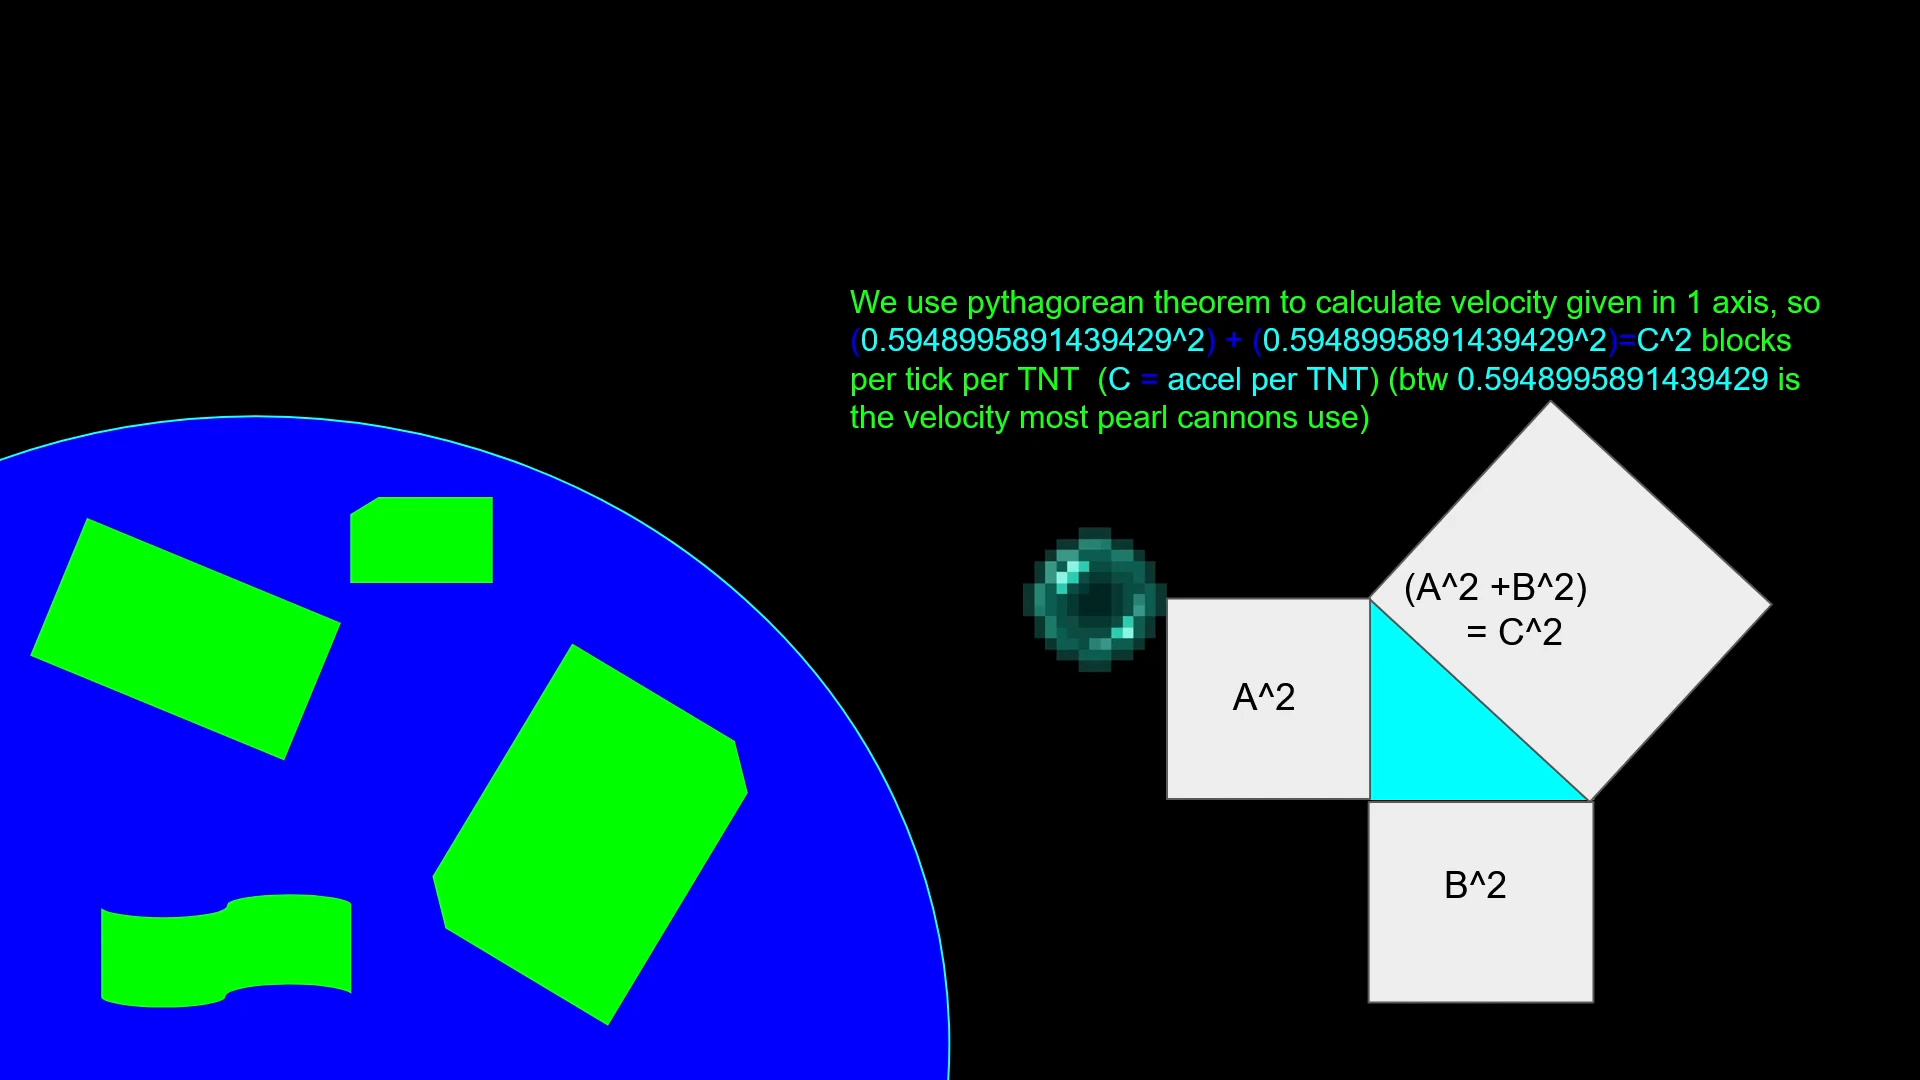 We use pythagorean theorem to calculate velocity given in 1 axis, so
(0.5948995891439429^2) + (0.5948995891439429^2)=C^2 blocks
per tick per TNT  (C = accel per TNT) (btw 0.5948995891439429 is
the velocity most pearl cannons use)
(A^2 +B^2)
= C^2
A^2
B^2